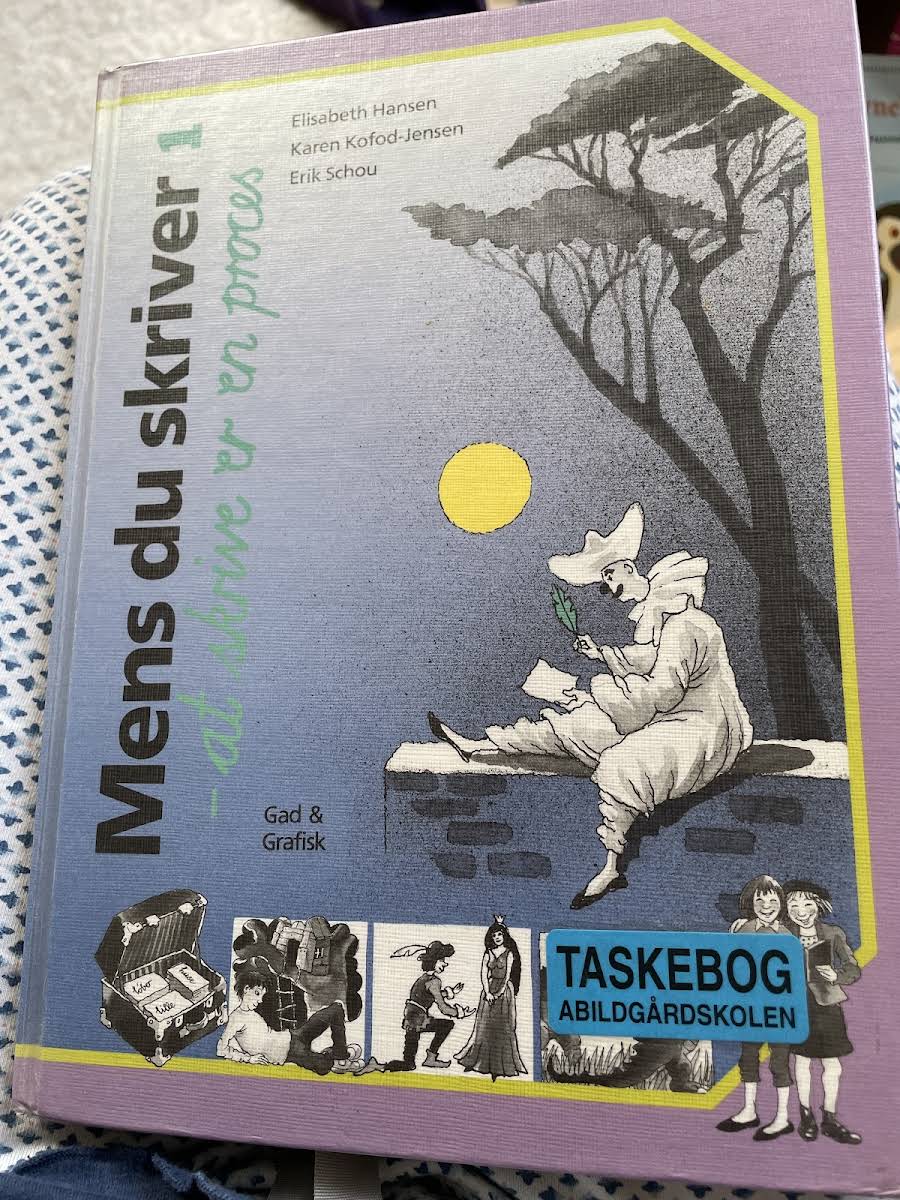 Elisabeth Hansen
Karen Kofod-Jensen
Erik Schou
Mens du skriver 1
– at skrive er en proces
Gad &
Grafisk
tille
TASKEBOG
ABILDGÅRDSKOLEN